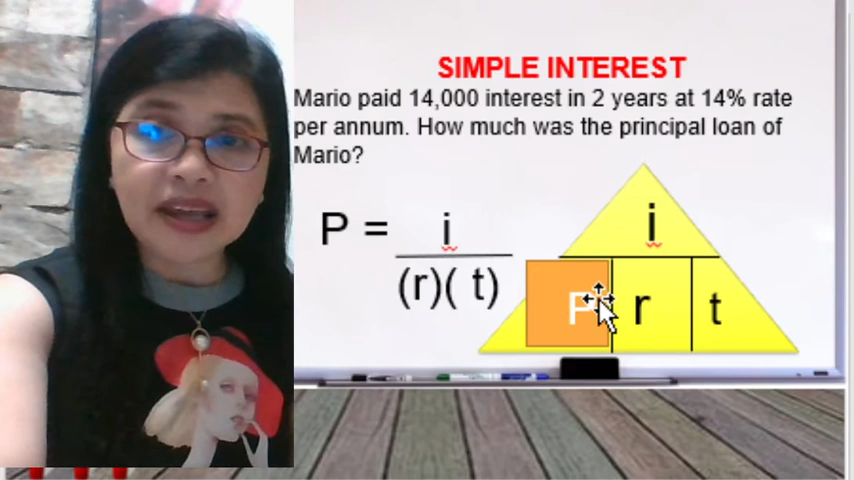 SIMPLE INTEREST
Mario paid 14,000 interest in 2 years at 14% rate
per annum. How much was the principal loan of
Mario?
P = i
(r)( t)
i
P r t